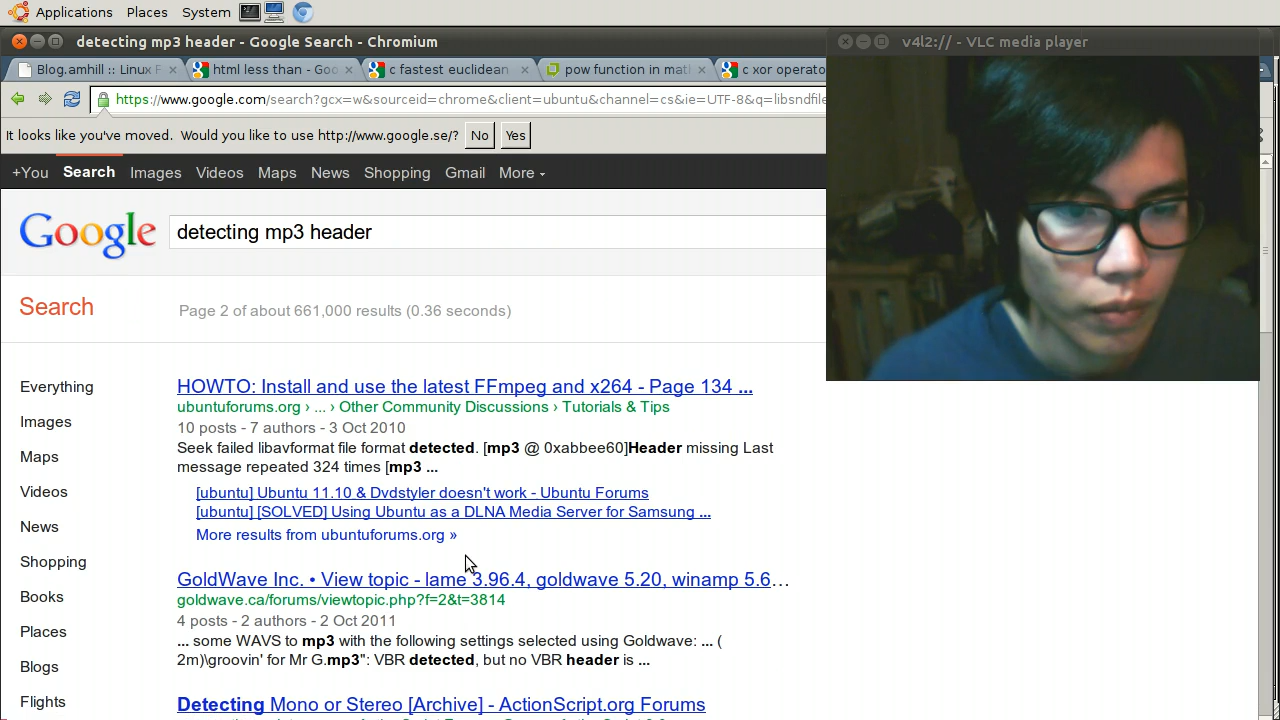 Applications Places System
detecting mp3 header - Google Search - Chromium
v4l2:// - VLC media player
Blog.amhill :: Linux F
html less than - Goo
c fastest euclidean
pow function in mat
c xor operato
https://www.google.com/search?gcx=w&sourceid=chrome&client=ubuntu&channel=cs&ie=UTF-8&q=libsndfile
It looks like you've moved. Would you like to use http://www.google.se/? No Yes
+You Search Images Videos Maps News Shopping Gmail More
Google
detecting mp3 header
Search
Page 2 of about 661,000 results (0.36 seconds)
Everything
Images
Maps
Videos
News
Shopping
Books
Places
Blogs
Flights
HOWTO: Install and use the latest FFmpeg and x264 - Page 134 ...
ubuntuforums.org › ... › Other Community Discussions › Tutorials & Tips
10 posts - 7 authors - 3 Oct 2010
Seek failed libavformat file format detected. [mp3 @ 0xabbee60]Header missing Last
message repeated 324 times [mp3 ...
[ubuntu] Ubuntu 11.10 & Dvdstyler doesn't work - Ubuntu Forums
[ubuntu] [SOLVED] Using Ubuntu as a DLNA Media Server for Samsung ...
More results from ubuntuforums.org »
GoldWave Inc. • View topic - lame 3.96.4, goldwave 5.20, winamp 5.6...
goldwave.ca/forums/viewtopic.php?f=2&t=3814
4 posts - 2 authors - 2 Oct 2011
... some WAVS to mp3 with the following settings selected using Goldwave: ... (
2m)\groovin' for Mr G.mp3": VBR detected, but no VBR header is ...
Detecting Mono or Stereo [Archive] - ActionScript.org Forums